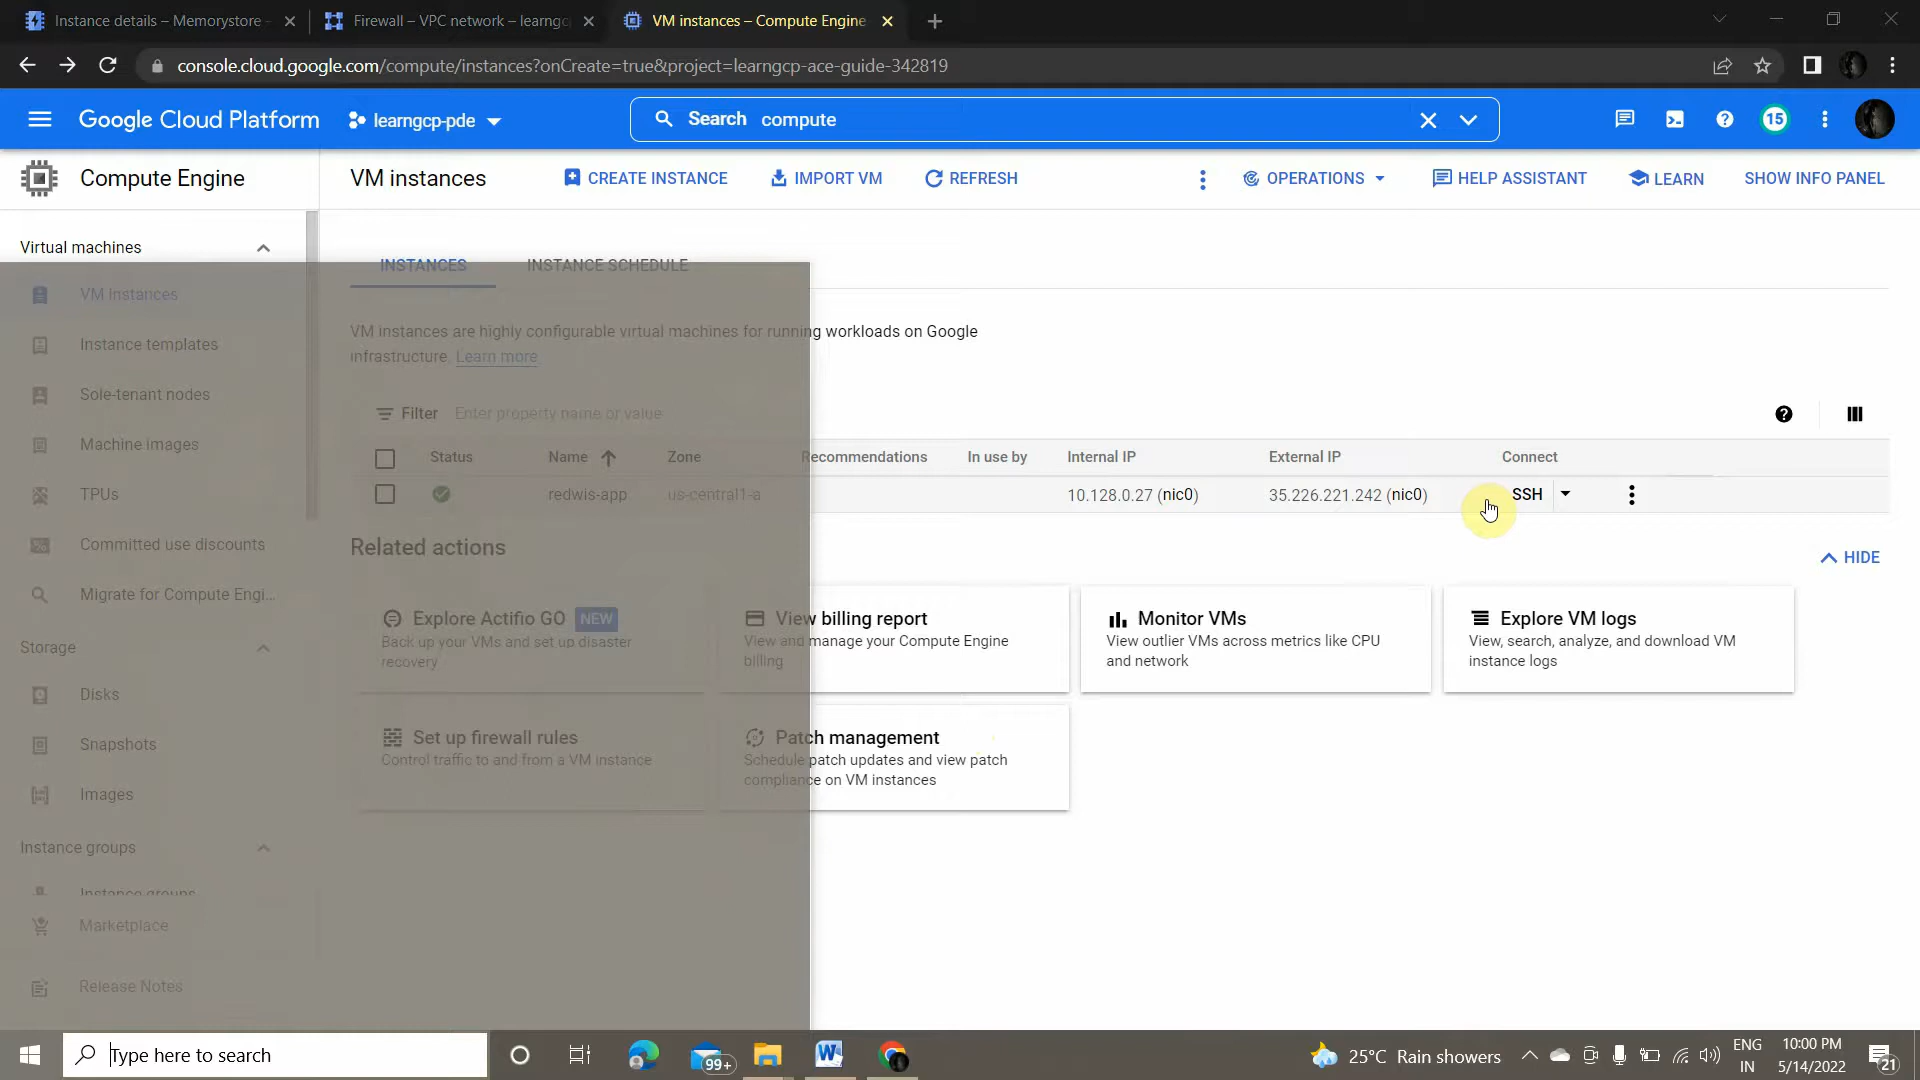 Instance details – Memorystore -
Firewall – VPC network – learngc
VM instances – Compute Engine
console.cloud.google.com/compute/instances?onCreate=true&project=learngcp-ace-guide-342819
Google Cloud Platform
learngcp-pde
Search compute
15
Compute Engine
VM instances
CREATE INSTANCE
IMPORT VM
REFRESH
OPERATIONS
HELP ASSISTANT
LEARN
SHOW INFO PANEL
Virtual machines
VM instances
Instance templates
Sole-tenant nodes
Machine images
TPUs
Committed use discounts
Migrate for Compute Engi...
Storage
Disks
Snapshots
Images
Instance groups
Instance groups
Marketplace
Release Notes
INSTANCES
INSTANCE SCHEDULE
VM instances are highly configurable virtual machines for running workloads on Google
infrastructure. Learn more
Filter Enter property name or value
Status Name Zone Recommendations In use by Internal IP External IP Connect
redwis-app us-central1-a 10.128.0.27 (nic0) 35.226.221.242 (nic0) SSH
Related actions
HIDE
Explore Actifio GO NEW
Back up your VMs and set up disaster
recovery
View billing report
View and manage your Compute Engine
billing
Monitor VMs
View outlier VMs across metrics like CPU
and network
Explore VM logs
View, search, analyze, and download VM
instance logs
Set up firewall rules
Control traffic to and from a VM instance
Patch management
Schedule patch updates and view patch
compliance on VM instances
Type here to search
99+
25°C Rain showers
ENG
IN
10:00 PM
5/14/2022
21